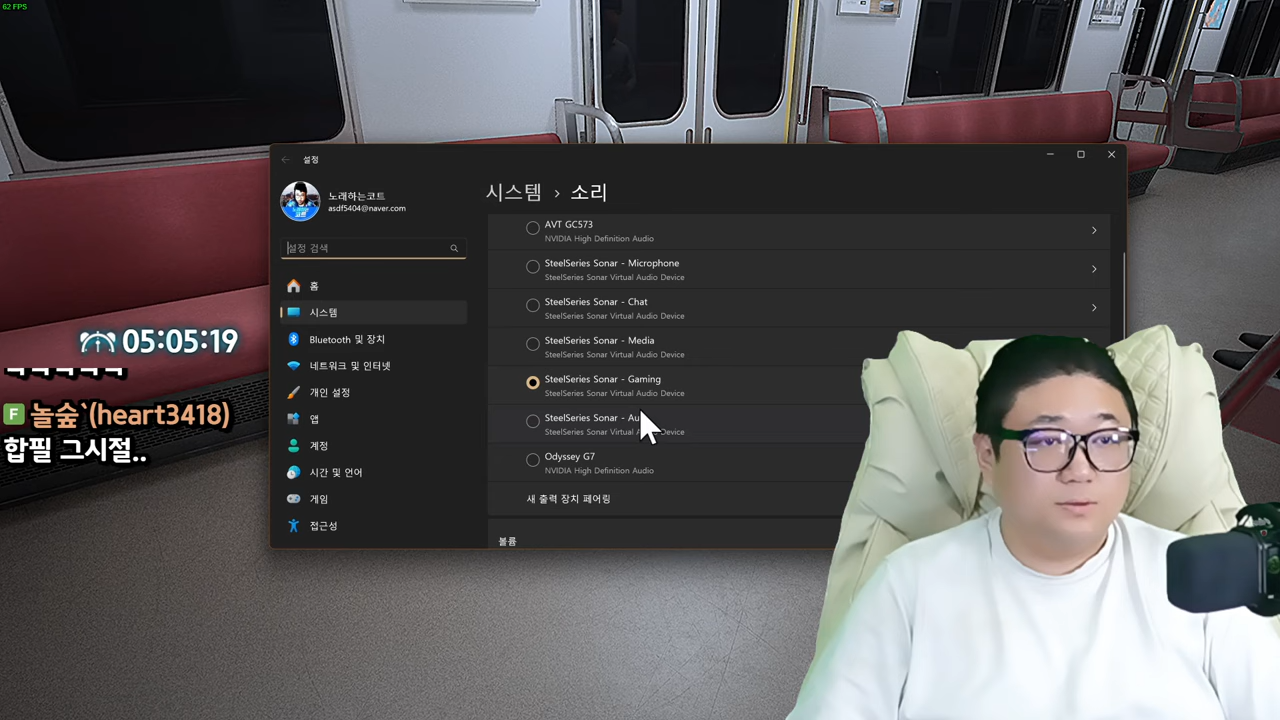 62 FPS
설정
노래하는코트
asdf5404@naver.com
설정 검색
홈
시스템
Bluetooth 및 장치
네트워크 및 인터넷
개인 설정
앱
계정
시간 및 언어
게임
접근성
시스템 › 소리
AVT GC573
NVIDIA High Definition Audio
SteelSeries Sonar - Microphone
SteelSeries Sonar Virtual Audio Device
SteelSeries Sonar - Chat
SteelSeries Sonar Virtual Audio Device
SteelSeries Sonar - Media
SteelSeries Sonar Virtual Audio Device
SteelSeries Sonar - Gaming
SteelSeries Sonar Virtual Audio Device
SteelSeries Sonar - Au
SteelSeries Sonar Virtual Device
Odyssey G7
NVIDIA High Definition Audio
새 출력 장치 페어링
볼륨
05:05:19
F 놀숲`(heart3418)
합필 그시절..